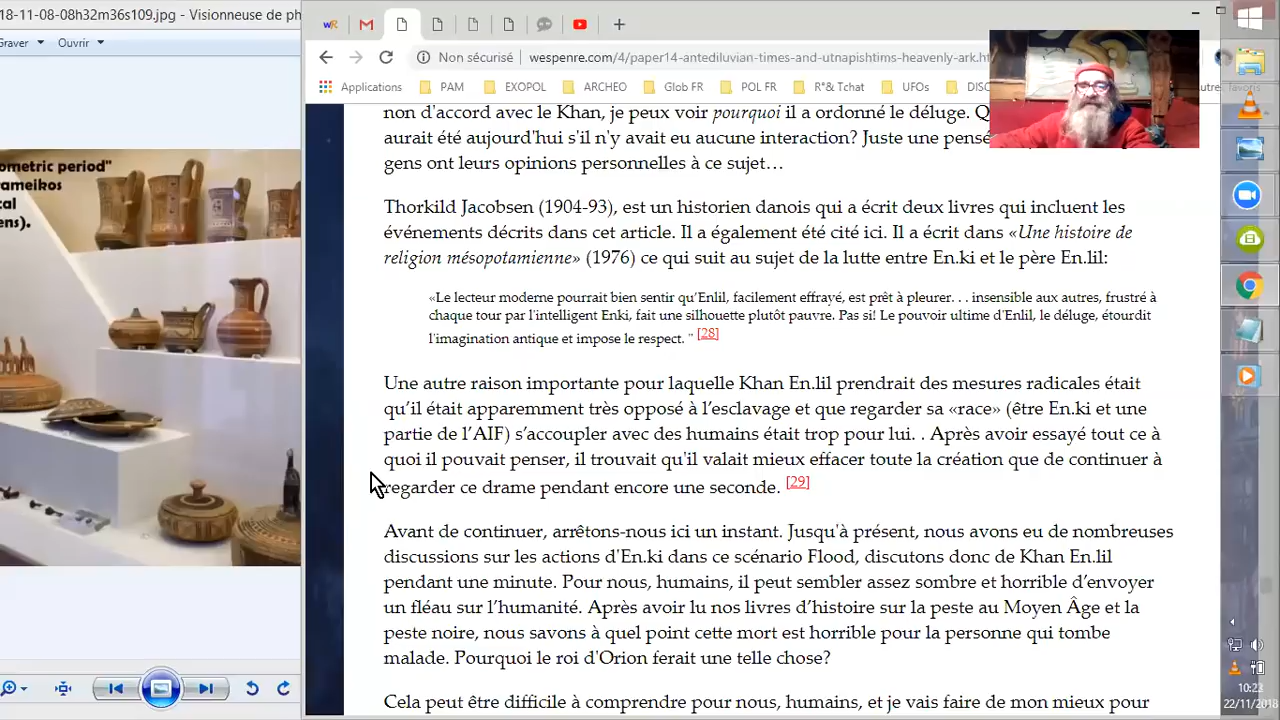 18-11-08-08h32m36s109.jpg - Visionneuse de ph
Graver
Ouvrir
ometric period"
rameikos
cal
ens).
wR
Non sécurisé
wespenre.com/4/paper14-antediluvian-times-and-utnapishtims-heavenly-ark.ht
Applications
PAM
EXOPOL
ARCHEO
Glob FR
POL FR
R°&Tchat
UFOs
DISC
Autres favoris
non d'accord avec le Khan, je peux voir pourquoi il a ordonné le déluge. Q
aurait été aujourd'hui s'il n'y avait eu aucune interaction? Juste une pensé
gens ont leurs opinions personnelles à ce sujet…
Thorkild Jacobsen (1904-93), est un historien danois qui a écrit deux livres qui incluent les
événements décrits dans cet article. Il a également été cité ici. Il a écrit dans «Une histoire de
religion mésopotamienne» (1976) ce qui suit au sujet de la lutte entre En.ki et le père En.lil:
«Le lecteur moderne pourrait bien sentir qu'Enlil, facilement effrayé, est prêt à pleurer. . . insensible aux autres, frustré à
chaque tour par l'intelligent Enki, fait une silhouette plutôt pauvre. Pas si! Le pouvoir ultime d'Enlil, le déluge, étourdit
l'imagination antique et impose le respect. " [28]
Une autre raison importante pour laquelle Khan En.lil prendrait des mesures radicales était
qu'il était apparemment très opposé à l'esclavage et que regarder sa «race» (être En.ki et une
partie de l'AIF) s'accoupler avec des humains était trop pour lui. . Après avoir essayé tout ce à
quoi il pouvait penser, il trouvait qu'il valait mieux effacer toute la création que de continuer à
regarder ce drame pendant encore une seconde. [29]
Avant de continuer, arrêtons-nous ici un instant. Jusqu'à présent, nous avons eu de nombreuses
discussions sur les actions d'En.ki dans ce scénario Flood, discutons donc de Khan En.lil
pendant une minute. Pour nous, humains, il peut sembler assez sombre et horrible d'envoyer
un fléau sur l'humanité. Après avoir lu nos livres d'histoire sur la peste au Moyen Âge et la
peste noire, nous savons à quel point cette mort est horrible pour la personne qui tombe
malade. Pourquoi le roi d'Orion ferait une telle chose?
Cela peut être difficile à comprendre pour nous, humains, et je vais faire de mon mieux pour
10:22
22/11/2018